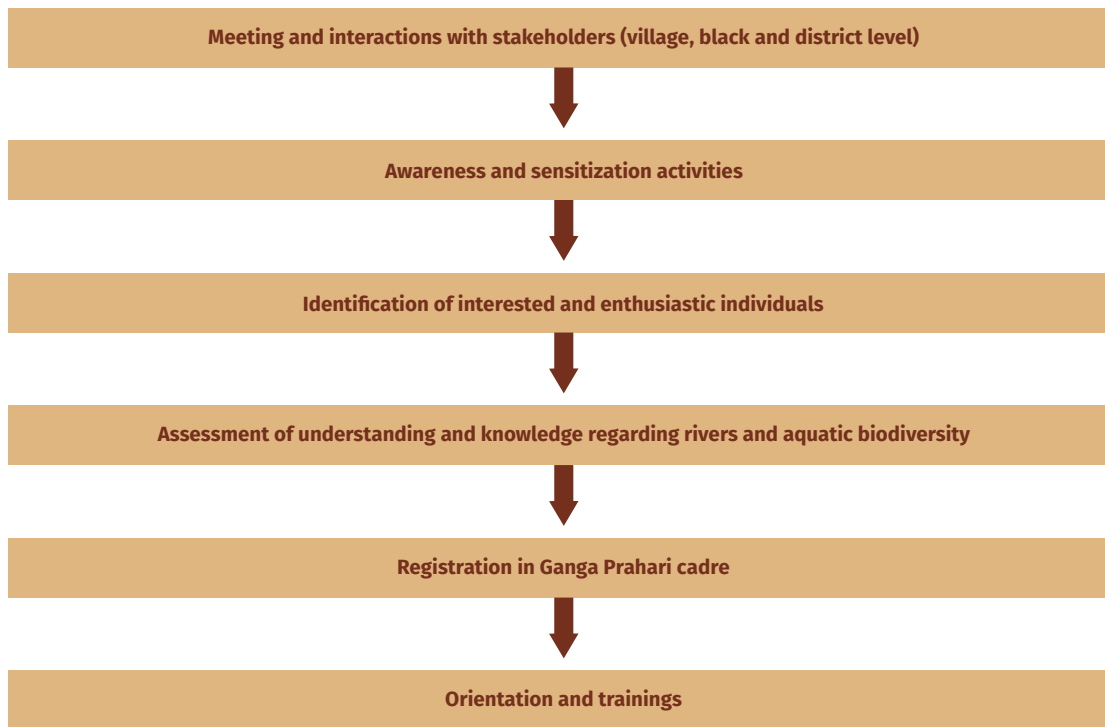 Meeting and interactions with stakeholders (village, black and district level)
Awareness and sensitization activities
Identification of interested and enthusiastic individuals
Assessment of understanding and knowledge regarding rivers and aquatic biodiversity
Registration in Ganga Prahari cadre
Orientation and trainings